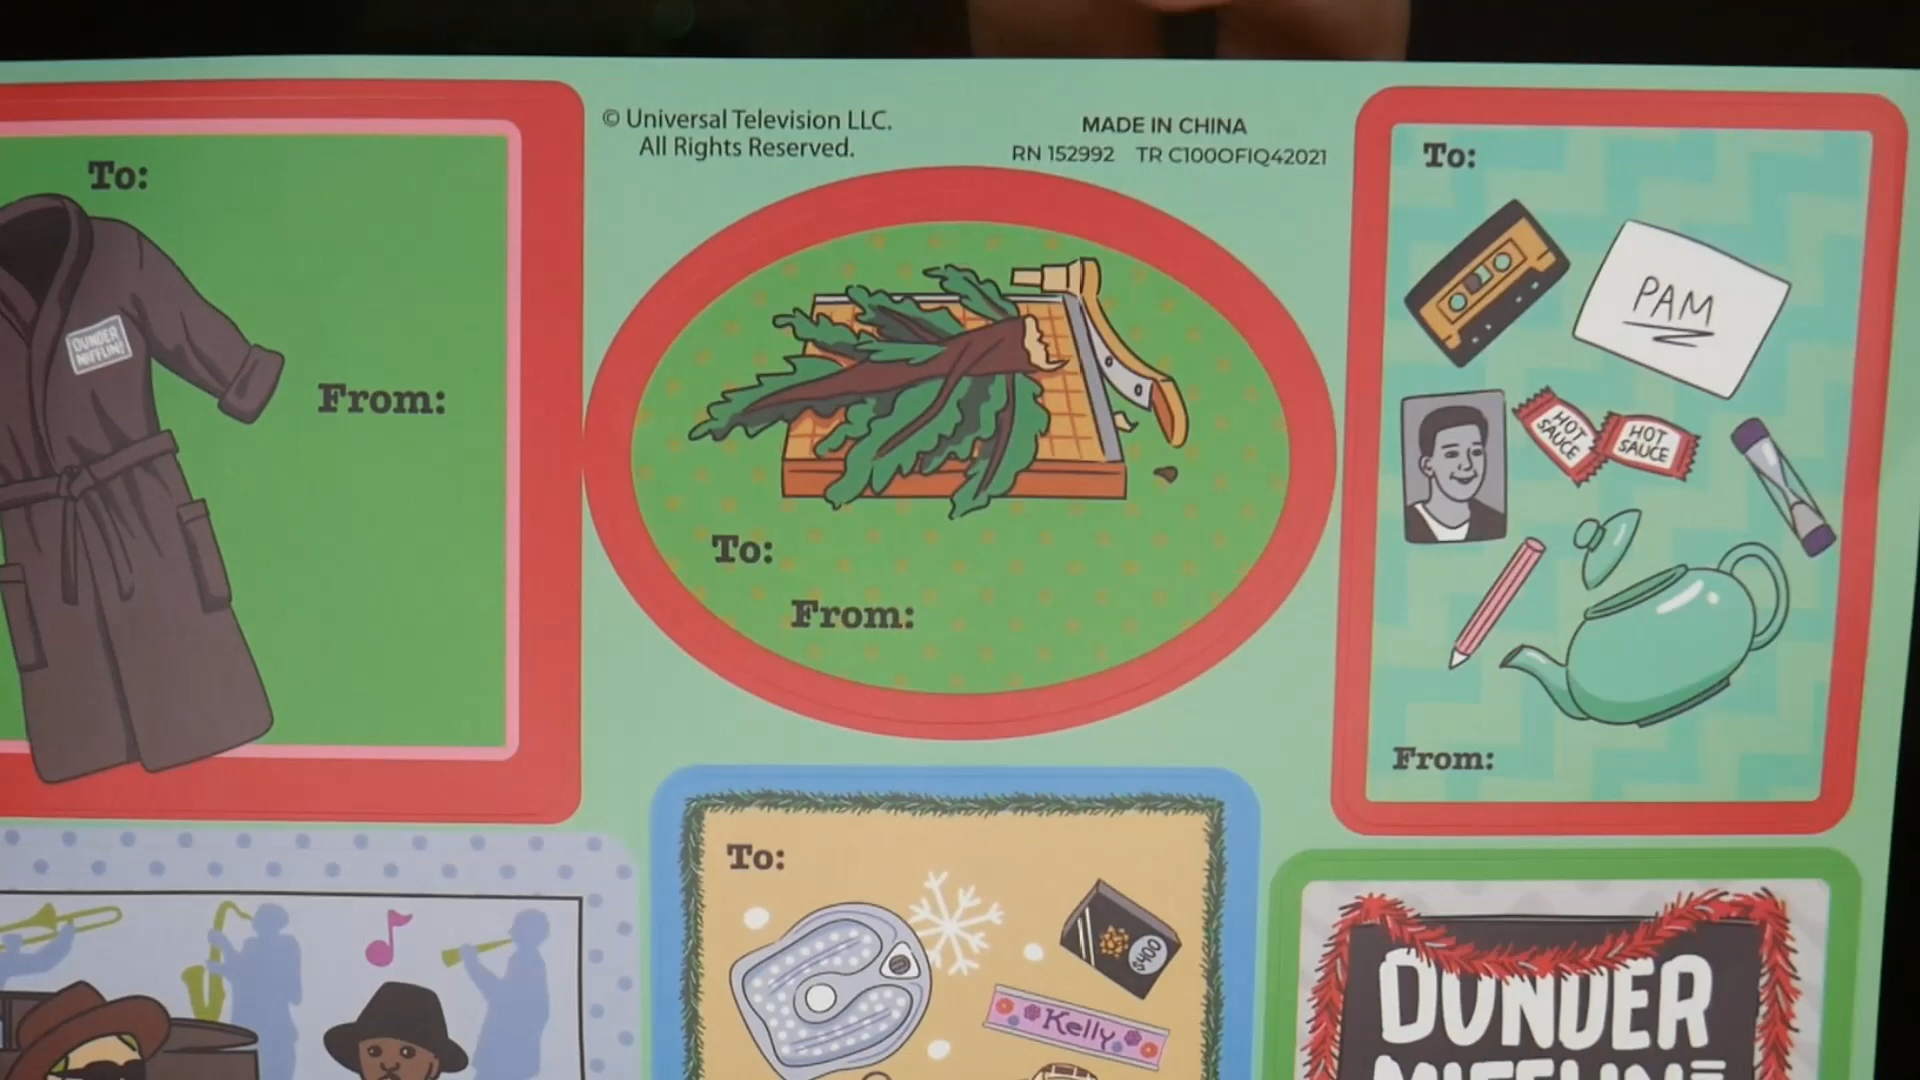 © Universal Television LLC.
All Rights Reserved.
MADE IN CHINA
RN 152992 TR C100OFIQ42021
To:
DUNDER
MIFFLIN!
From:
To:
From:
To:
PAM
HOT
SAUCE
HOT
SAUCE
From:
To:
$400
Kelly
DUNDER
MIFFLIN